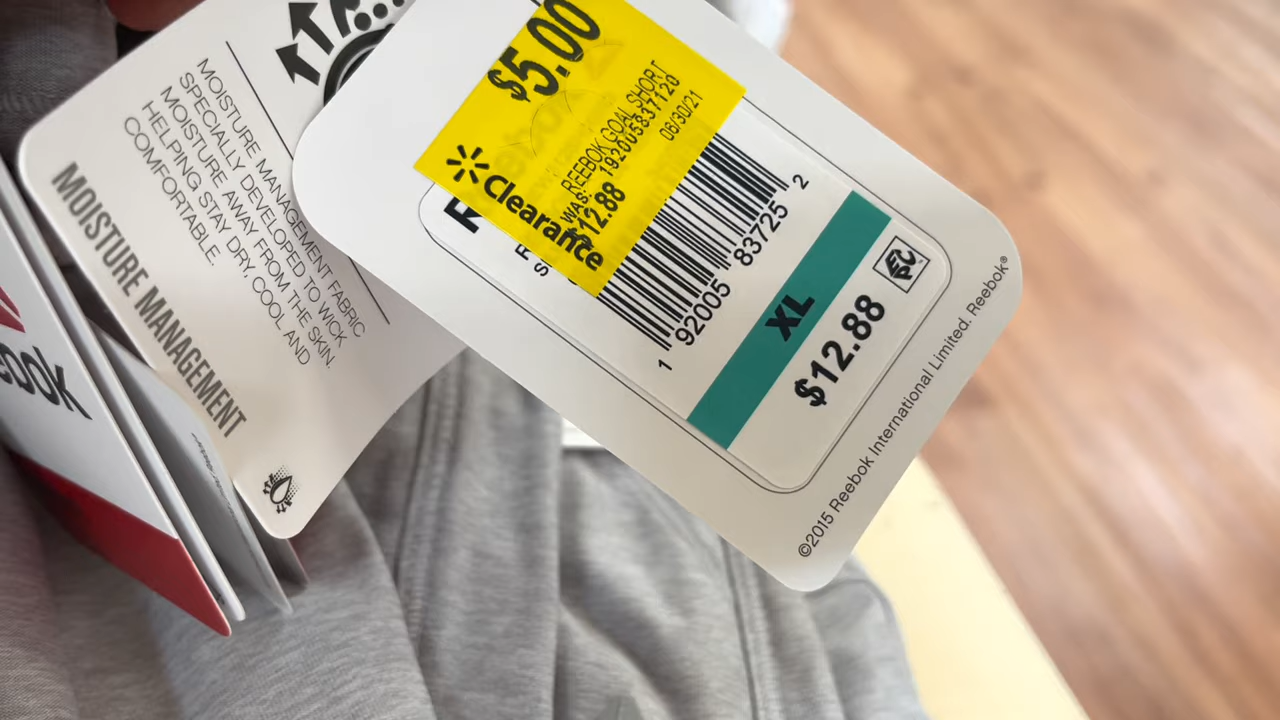 MOISTURE MANAGEMENT
MOISTURE MANAGEMENT FABRIC
SPECIALLY DEVELOPED TO WICK
MOISTURE AWAY FROM THE SKIN.
HELPING STAY DRY, COOL AND
COMFORTABLE.
$5.00
REEBOK GOAL SHORT
192005837120
06/30/21
WAS:
$12.88
Clearance
1 92005 83725 2
XL
$12.88
©2015 Reebok International Limited. Reebok®